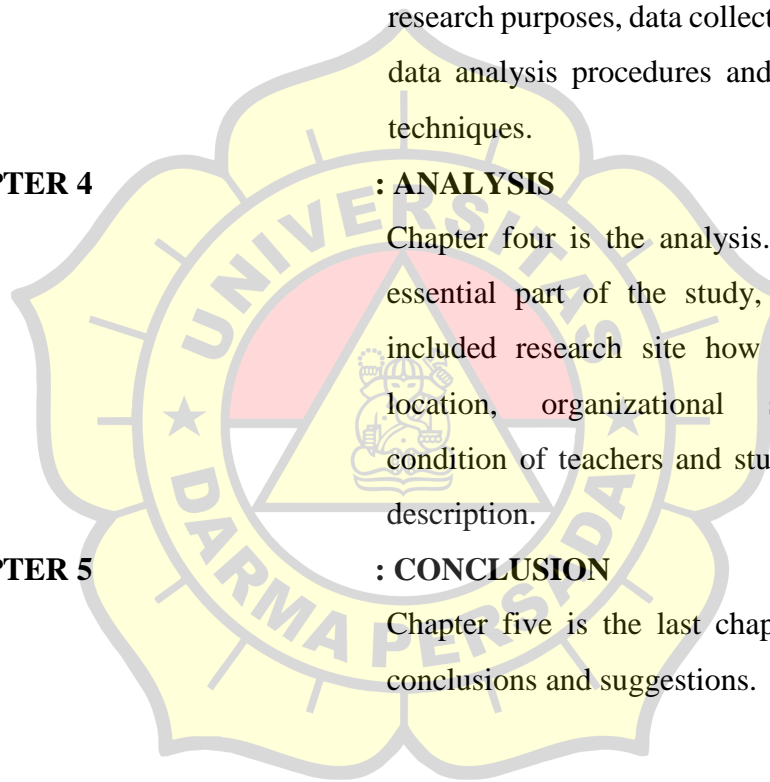 research purposes, data collect
data analysis procedures and
techniques.
PTER 4 : ANALYSIS
Chapter four is the analysis.
essential part of the study,
included research site how
location, organizational s
condition of teachers and stu
description.
PTER 5 : CONCLUSION
Chapter five is the last chap
conclusions and suggestions.
UNIVERSITAS
DARMA PERSADA